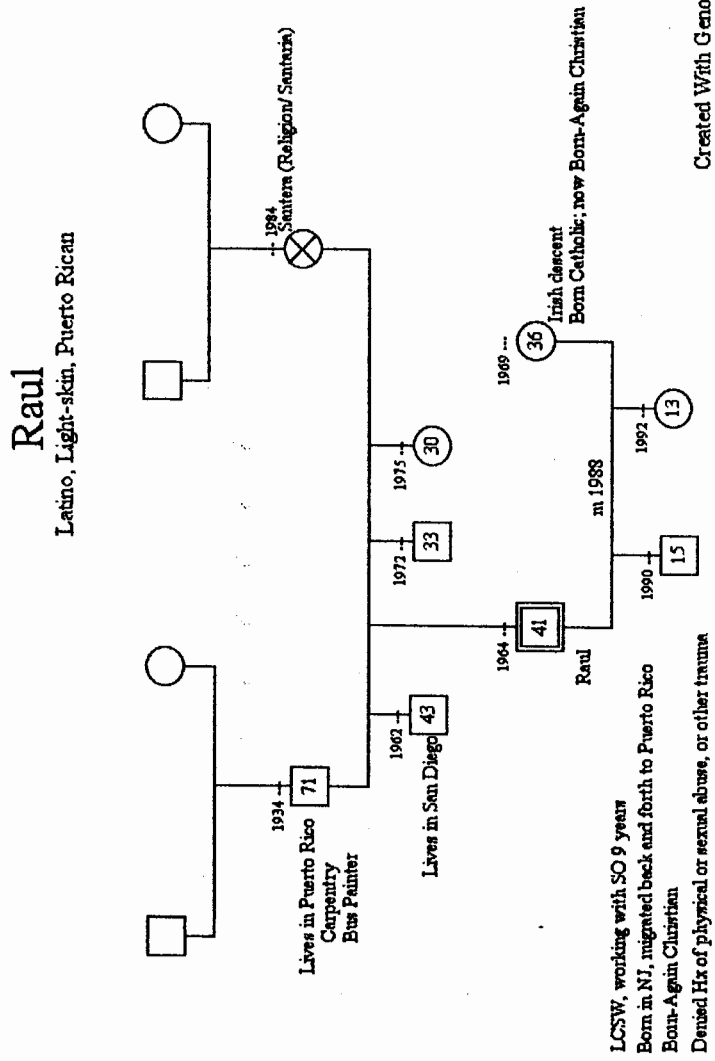 Raul
Latino, Light-skin, Puerto Rican
1934 --
71
Lives in Puerto Rico
Carpentry
Bus Painter
-- 1984
Santera (Religion/ Santaria)
1962 --
43
Lives in San Diego
1972 --
33
1975 --
30
1964 ---
41
Raul
m 1988
1969 ---
36
Irish descent
Born Catholic; now Born-Again Christian
1990 --
15
1992 --
13
LCSW, working with SO 9 years
Born in NJ, migrated back and forth to Puerto Rico
Born-Again Christian
Denied Hx of physical or sexual abuse, or other trauma
Created With Geno